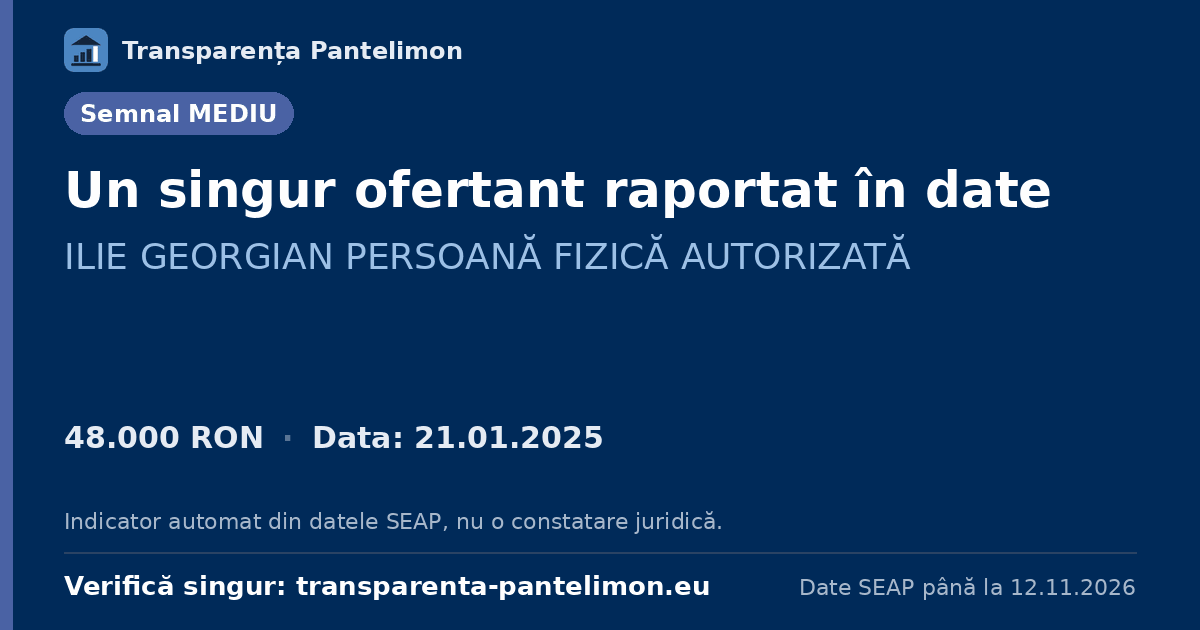 Transparența Pantelimon
Semnal MEDIU
Un singur ofertant raportat în date
ILIE GEORGIAN PERSOANĂ FIZICĂ AUTORIZATĂ
48.000 RON · Data: 21.01.2025
Indicator automat din datele SEAP, nu o constatare juridică.
Verifică singur: transparenta-pantelimon.eu
Date SEAP până la 12.11.2026